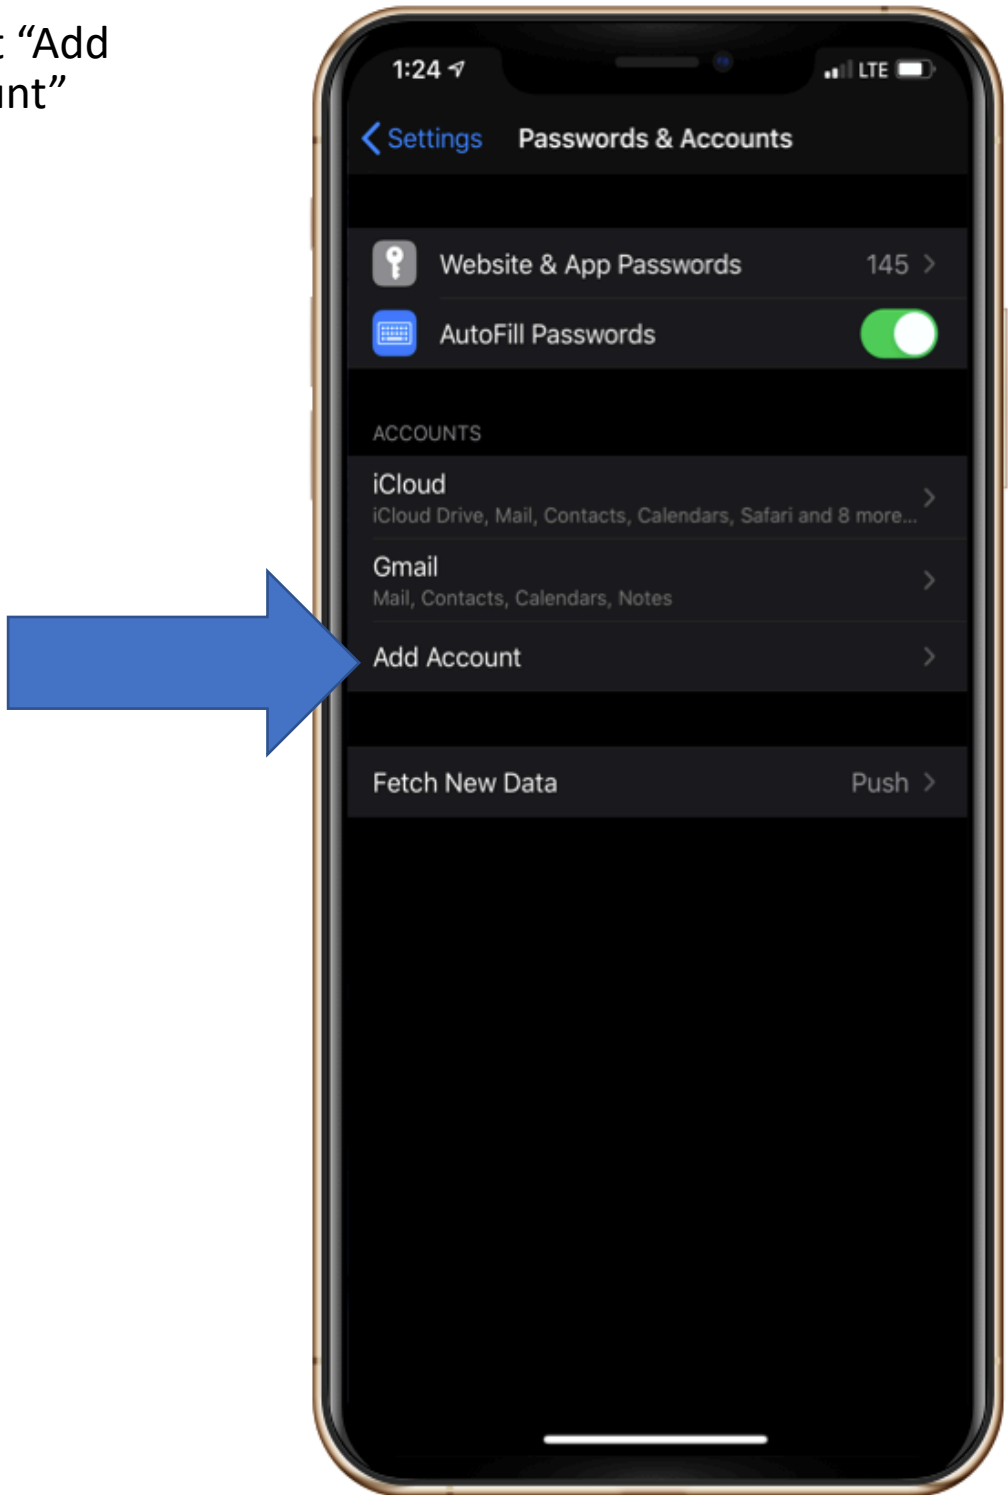 t “Add
unt”
1:24
LTE
Settings Passwords & Accounts
Website & App Passwords 145
AutoFill Passwords
ACCOUNTS
iCloud
iCloud Drive, Mail, Contacts, Calendars, Safari and 8 more...
Gmail
Mail, Contacts, Calendars, Notes
Add Account
Fetch New Data Push